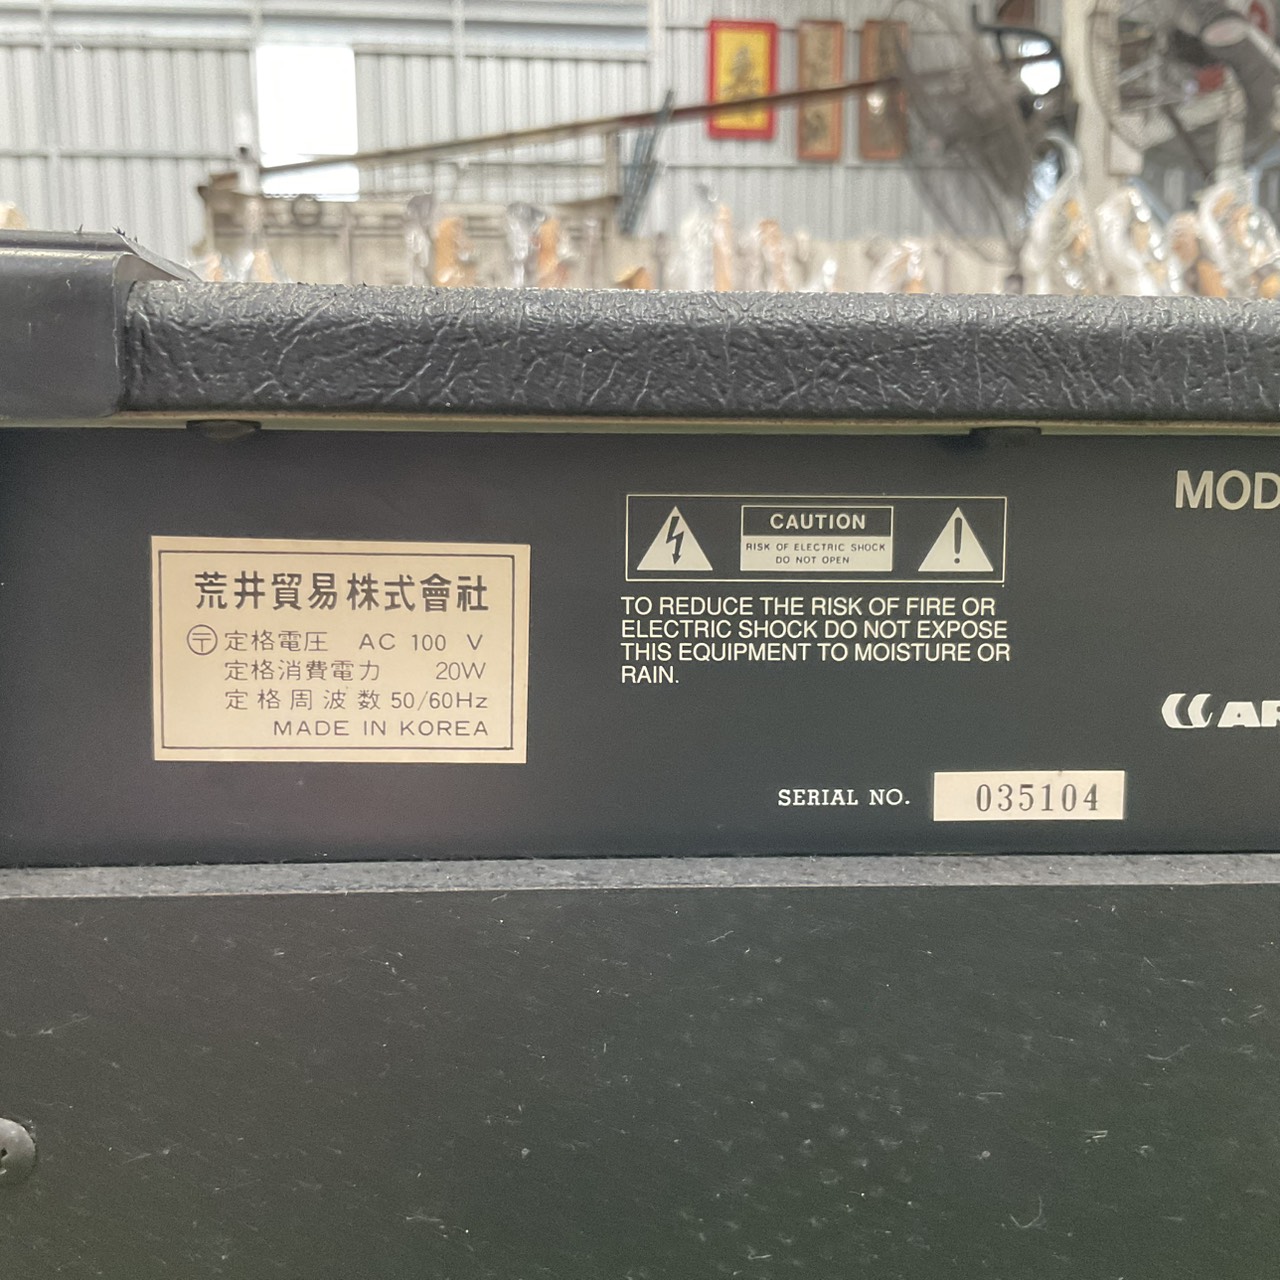 荒井貿易株式會社
〶定格電圧 AC 100 V
定格消費電力 20W
定格周波数 50/60Hz
MADE IN KOREA
CAUTION
RISK OF ELECTRIC SHOCK
DO NOT OPEN
TO REDUCE THE RISK OF FIRE OR
ELECTRIC SHOCK DO NOT EXPOSE
THIS EQUIPMENT TO MOISTURE OR
RAIN.
MOD
SERIAL NO. 035104